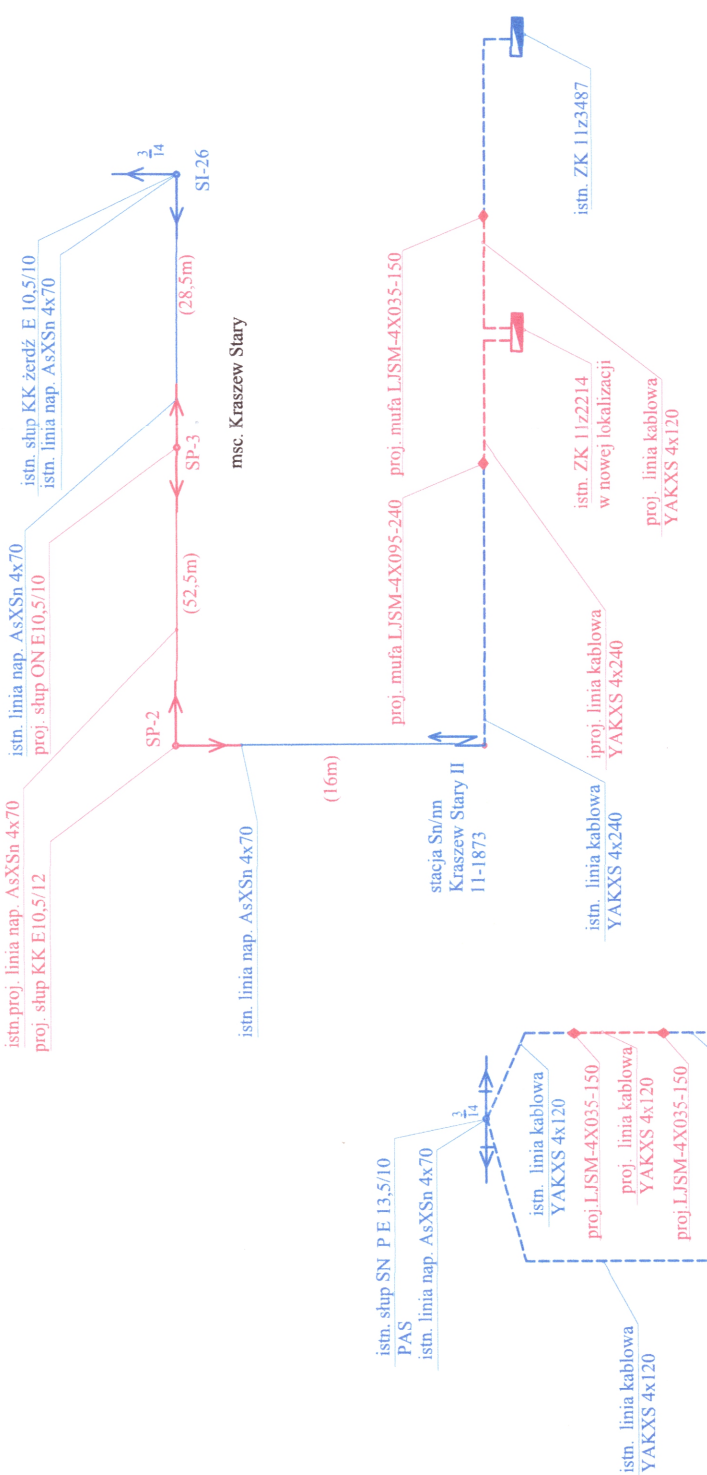 istn.proj. linia nap. AsXSn 4x70
proj. słup KK E10,5/12
istn. linia nap. AsXSn 4x70
proj. słup ON E10,5/10
istn. słup KK żerdź E 10,5/10
istn. linia nap. AsXSn 4x70
SP-2
(52,5m)
SP-3
(28,5m)
3
14
SI-26
msc. Kraszew Stary
istn. linia nap. AsXSn 4x70
(16m)
proj. mufa LJSM-4X095-240
proj. mufa LJSM-4X035-150
stacja Sn/nn
Kraszew Stary II
11-1873
istn. linia kablowa
YAKXS 4x240
iproj. linia kablowa
YAKXS 4x240
istn. ZK 11z2214
w nowej lokalizacji
proj. linia kablowa
YAKXS 4x120
istn. ZK 11z3487
istn. słup SN P E 13,5/10
PAS
istn. linia nap. AsXSn 4x70
3
14
istn. linia kablowa
YAKXS 4x120
proj.LJSM-4X035-150
proj. linia kablowa
YAKXS 4x120
proj.LJSM-4X035-150
istn. linia kablowa
YAKXS 4x120